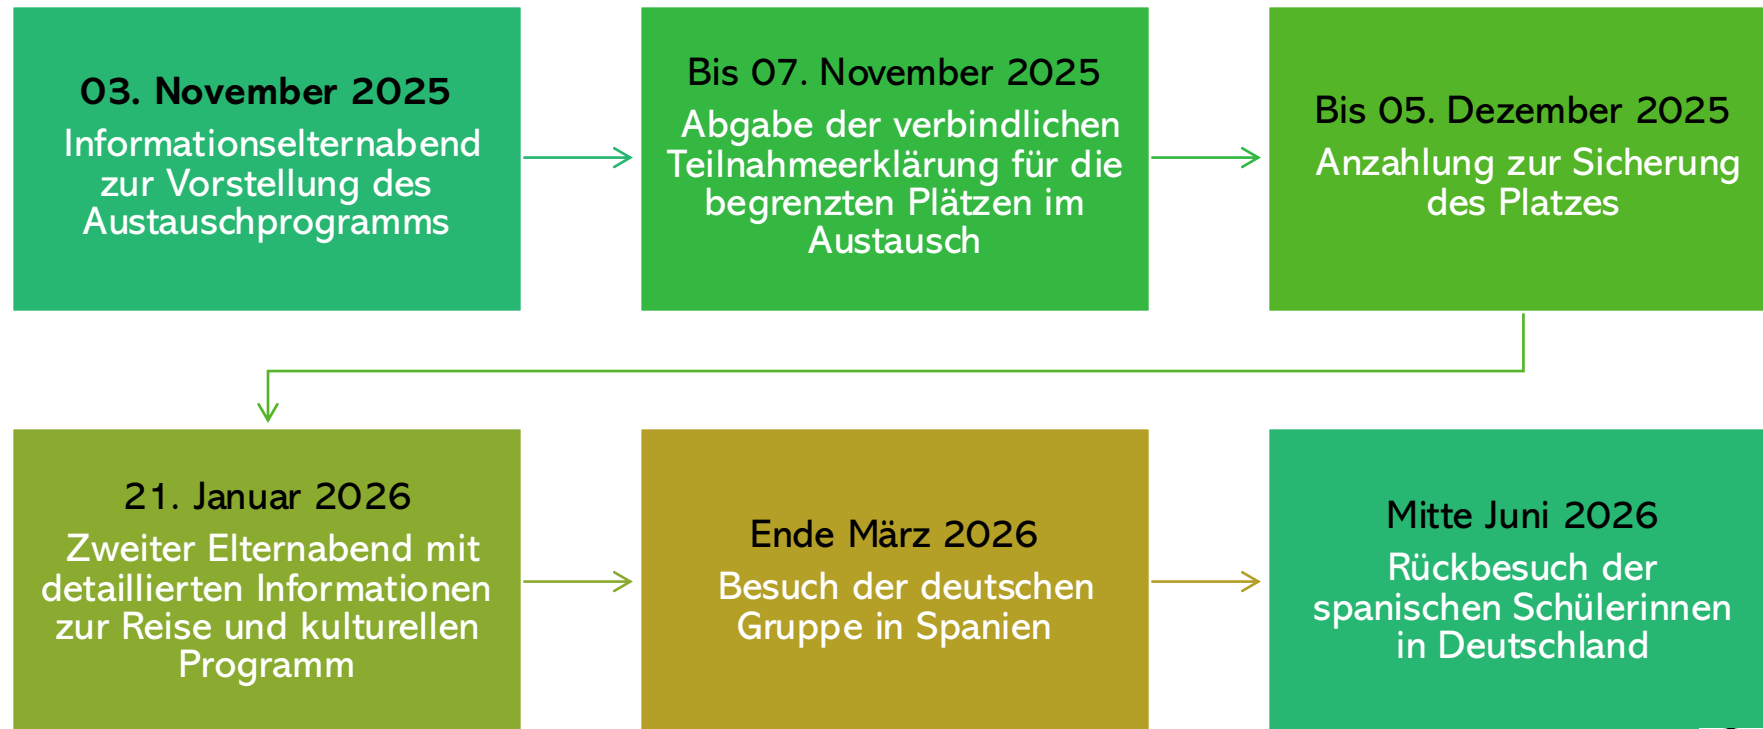 03. November 2025
Informationselternabend
zur Vorstellung des
Austauschprogramms
Bis 07. November 2025
Abgabe der verbindlichen
Teilnahmeerklärung für die
begrenzten Plätzen im
Austausch
Bis 05. Dezember 2025
Anzahlung zur Sicherung
des Platzes
21. Januar 2026
Zweiter Elternabend mit
detaillierten Informationen
zur Reise und kulturellen
Programm
Ende März 2026
Besuch der deutschen
Gruppe in Spanien
Mitte Juni 2026
Rückbesuch der
spanischen Schülerinnen
in Deutschland